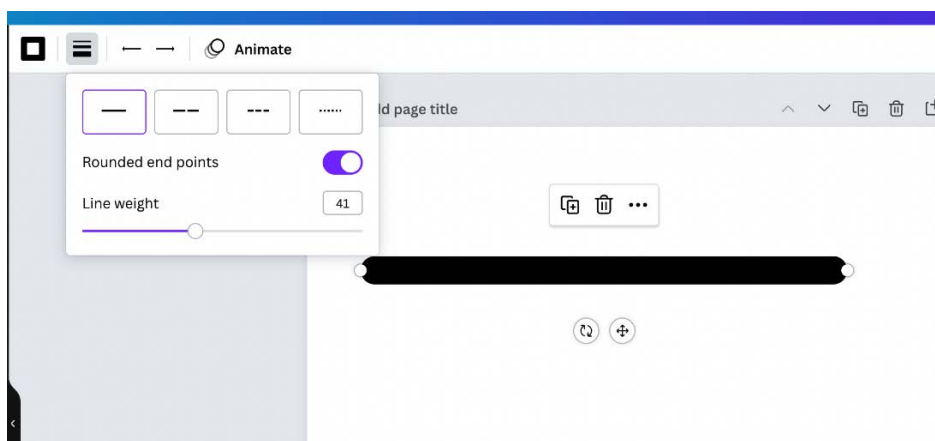 Animate
ld page title
Rounded end points
Line weight
41